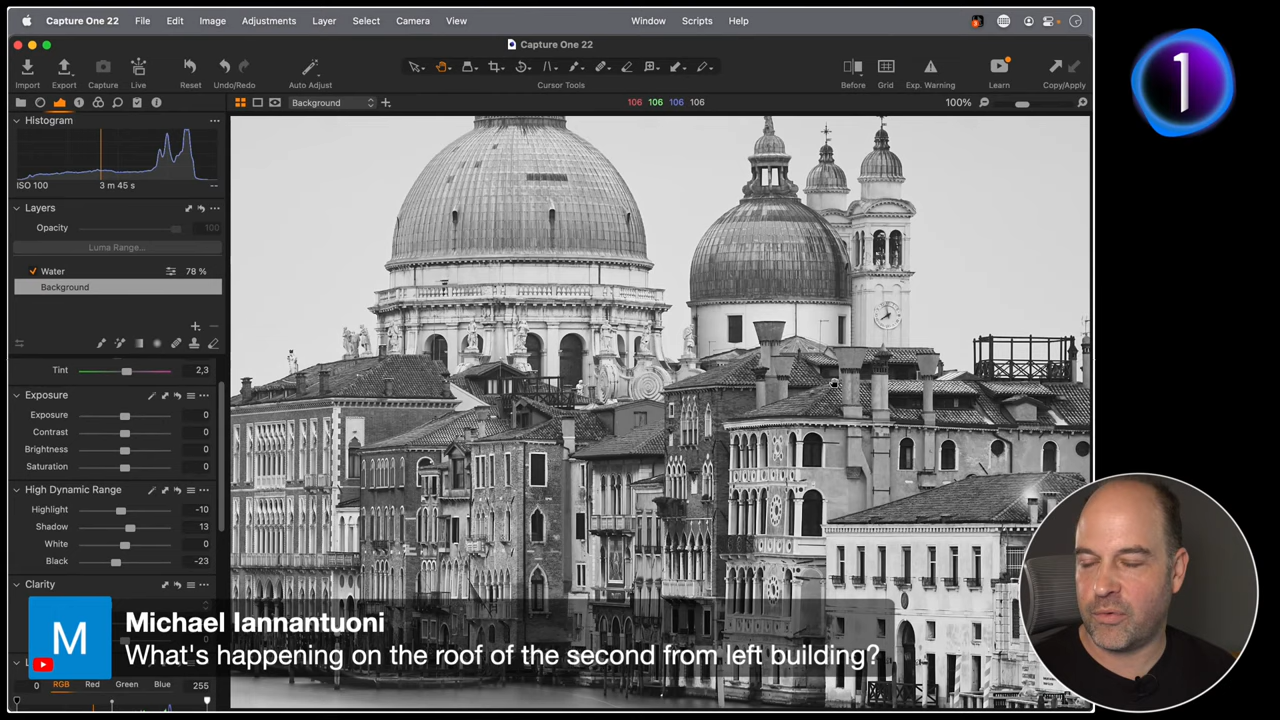 Capture One 22 File Edit Image Adjustments Layer Select Camera View Window Scripts Help
Capture One 22
Import Export Capture Live Reset Undo/Redo Auto Adjust Cursor Tools Before Grid Exp. Warning Learn Copy/Apply
Background 106 106 106 106 100%
Histogram
ISO 100 3 m 45 s --
Layers
Opacity 100
Luma Range...
Water 78 %
Background
Tint 2,3
Exposure
Exposure 0
Contrast 0
Brightness 0
Saturation 0
High Dynamic Range
Highlight -10
Shadow 13
White 0
Black -23
Clarity
M
Michael Iannantuoni
What's happening on the roof of the second from left building?
0 RGB Red Green Blue 255
1